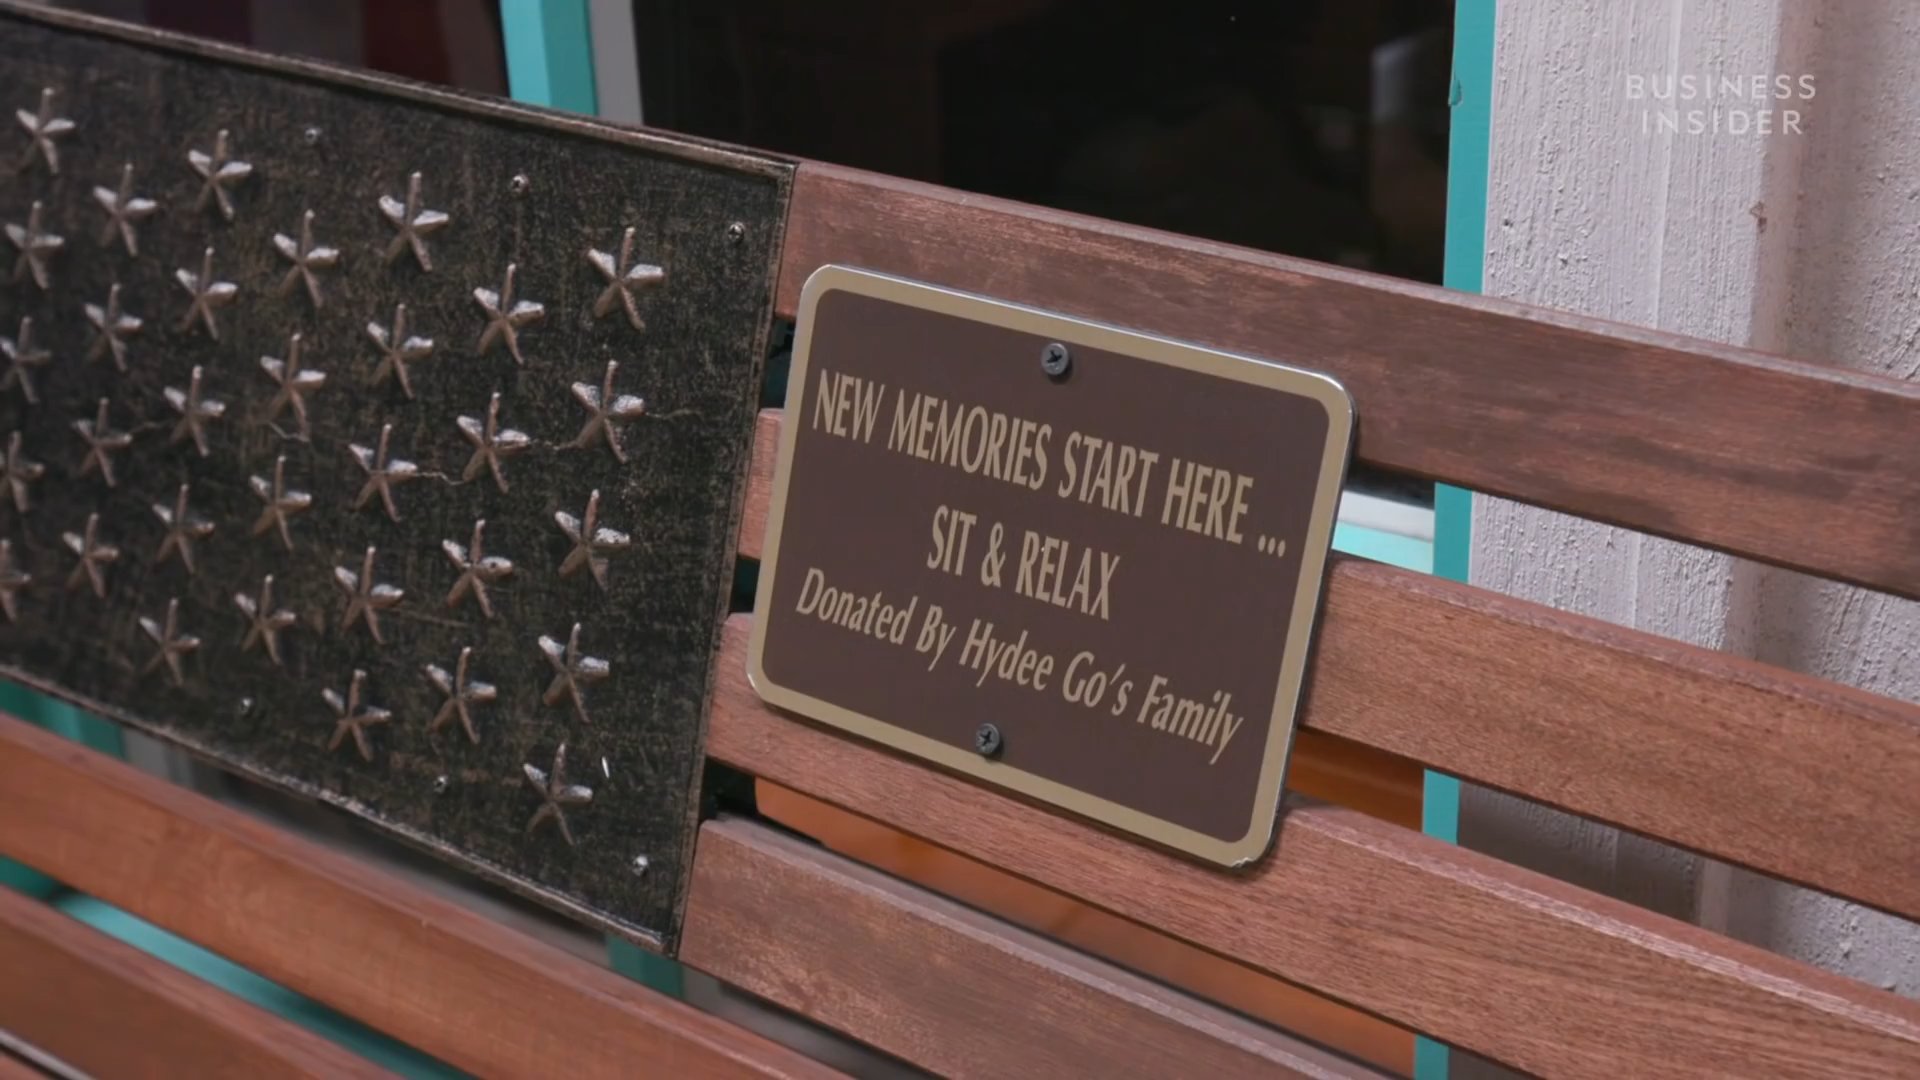 BUSINESS
INSIDER
NEW MEMORIES START HERE ...
SIT & RELAX
Donated By Hydee Go's Family